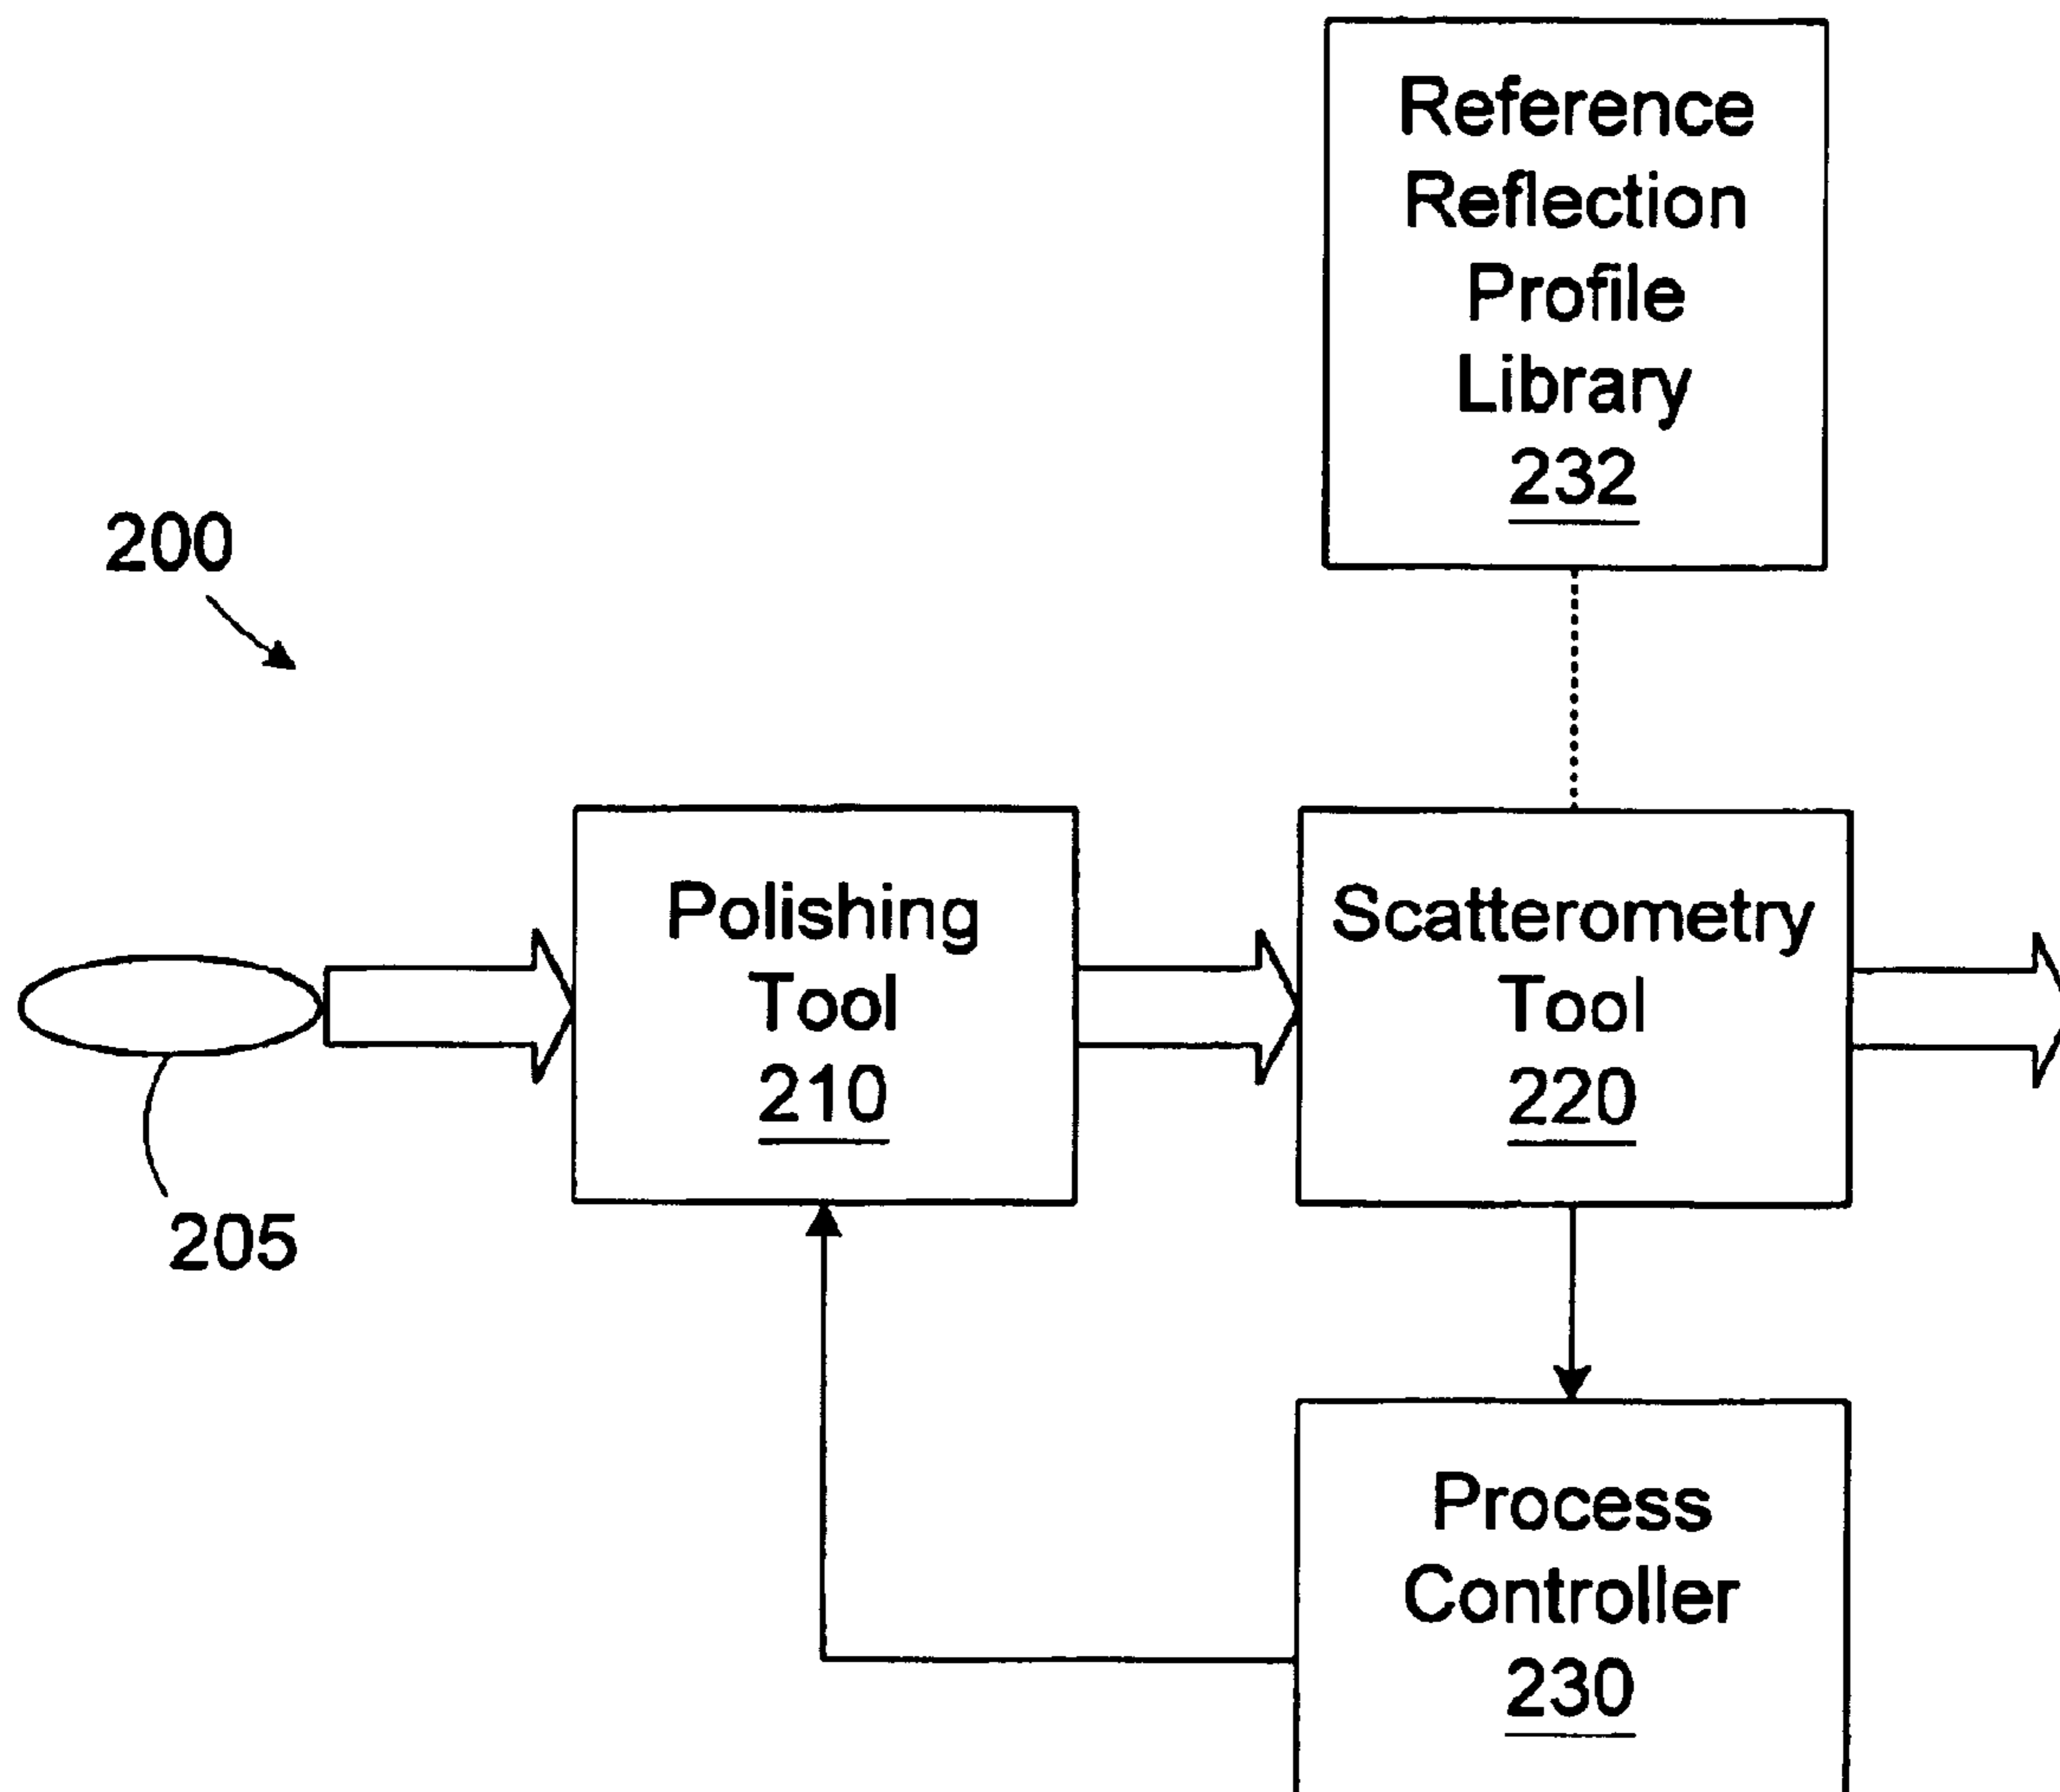 Reference
Reflection
Profile
Library
232
200
Polishing
Tool
210
Scatterometry
Tool
220
205
Process
Controller
230